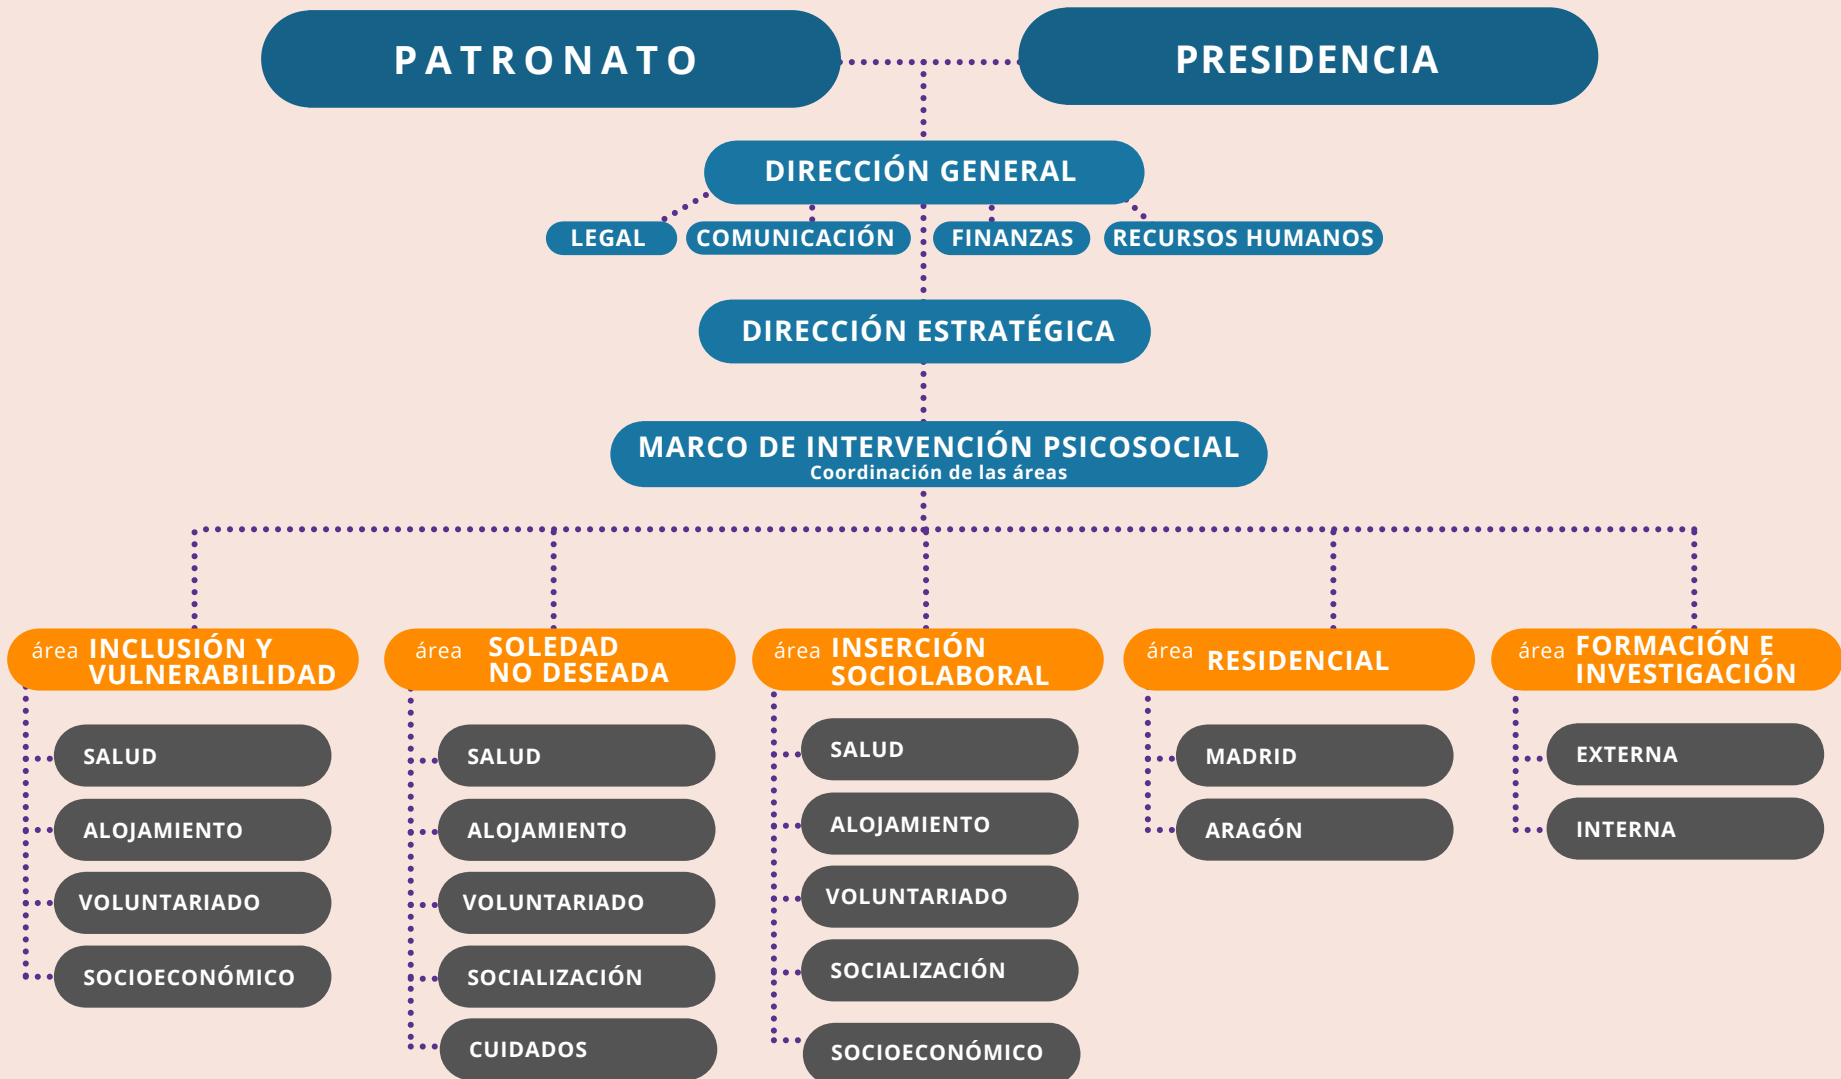 PATRONATO
PRESIDENCIA
DIRECCIÓN GENERAL
LEGAL
COMUNICACIÓN
FINANZAS
RECURSOS HUMANOS
DIRECCIÓN ESTRATÉGICA
MARCO DE INTERVENCIÓN PSICOSOCIAL
Coordinación de las áreas
área INCLUSIÓN Y
VULNERABILIDAD
SALUD
ALOJAMIENTO
VOLUNTARIADO
SOCIOECONÓMICO
área SOLEDAD
NO DESEADA
SALUD
ALOJAMIENTO
VOLUNTARIADO
SOCIALIZACIÓN
CUIDADOS
área INSERCIÓN
SOCIOLABORAL
SALUD
ALOJAMIENTO
VOLUNTARIADO
SOCIALIZACIÓN
SOCIOECONÓMICO
área RESIDENCIAL
MADRID
ARAGÓN
área FORMACIÓN E
INVESTIGACIÓN
EXTERNA
INTERNA